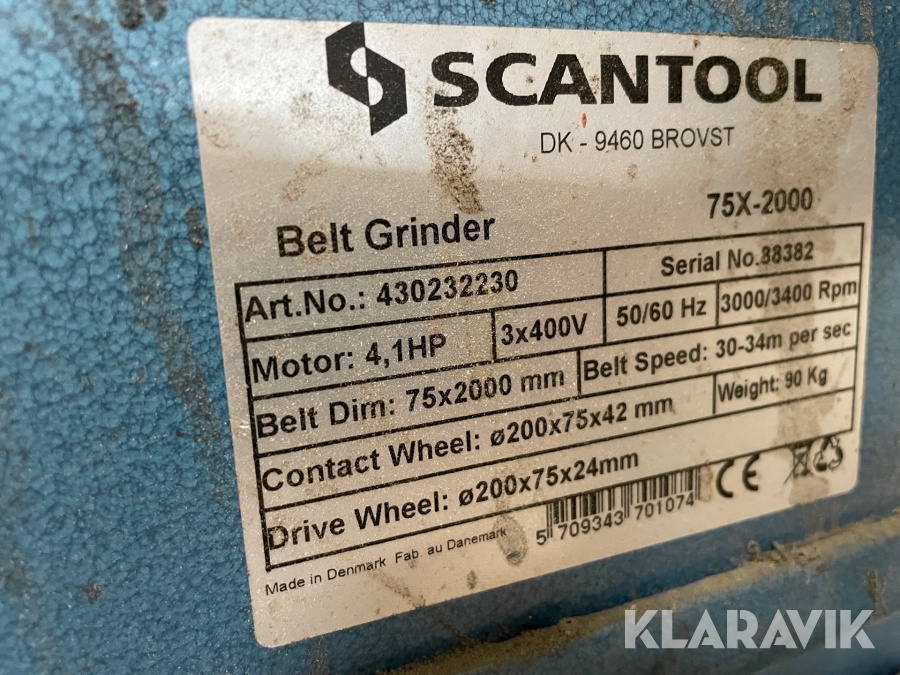 SCANTOOL
DK - 9460 BROVST
Belt Grinder 75X-2000
Art.No.: 430232230 Serial No.38382
Motor: 4,1HP 3x400V 50/60 Hz 3000/3400 Rpm
Belt Dim: 75x2000 mm Belt Speed: 30-34m per sec
Contact Wheel: ø200x75x42 mm Weight: 90 Kg
Drive Wheel: ø200x75x24mm
CE
5 709343 701074
Made in Denmark Fab. au Danemark
KLARAVIK